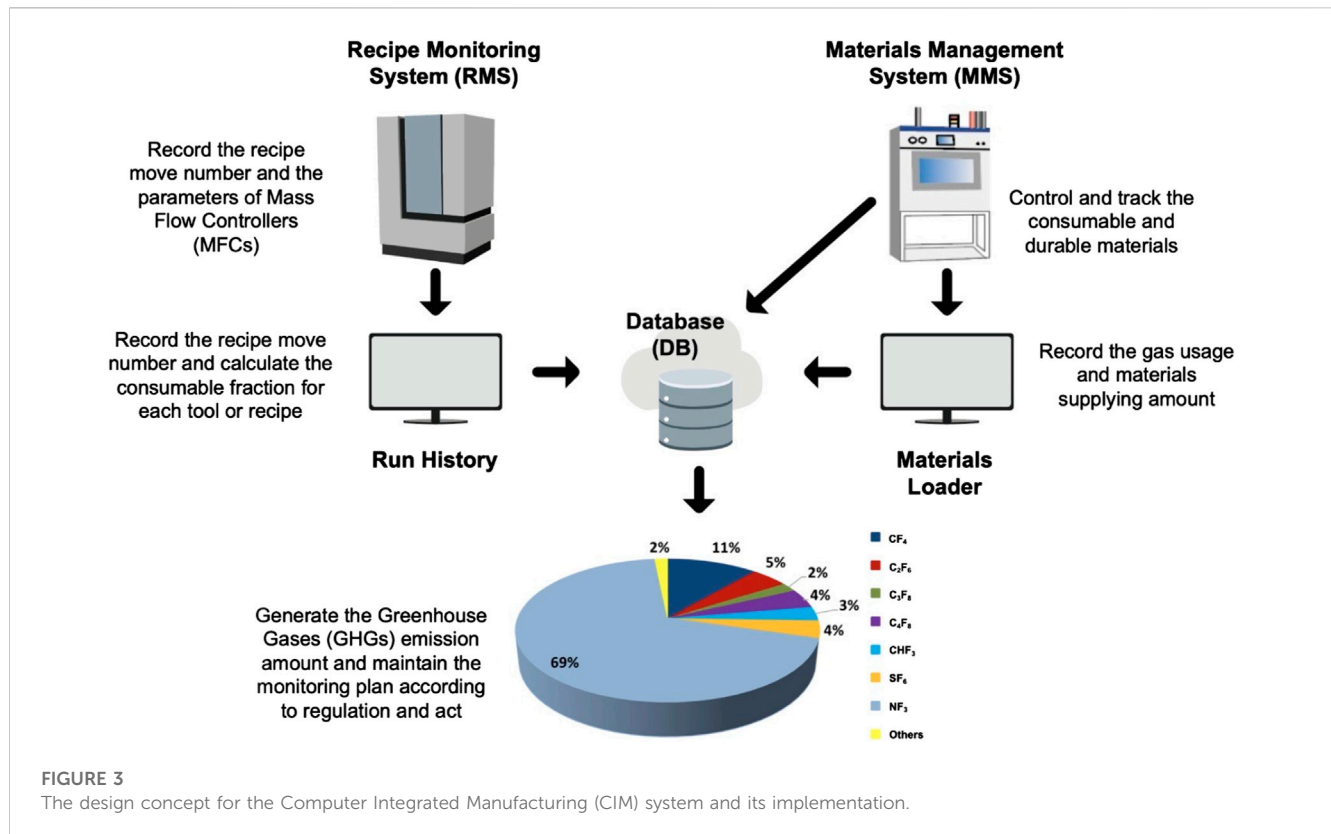 Recipe Monitoring
System (RMS)
Materials Management
System (MMS)
Record the recipe
move number and the
parameters of Mass
Flow Controllers
(MFCs)
Control and track the
consumable and
durable materials
Record the recipe move
number and calculate the
consumable fraction for
each tool or recipe
Database
(DB)
Record the gas usage
and materials
supplying amount
Run History
Materials
Loader
Generate the Greenhouse
Gases (GHGs) emission
amount and maintain the
monitoring plan according
to regulation and act
2%
11%
5%
2%
4%
3%
4%
69%
CF₄
C₂F₆
C₃F₈
C₄F₈
CHF₃
SF₆
NF₃
Others
FIGURE 3
The design concept for the Computer Integrated Manufacturing (CIM) system and its implementation.